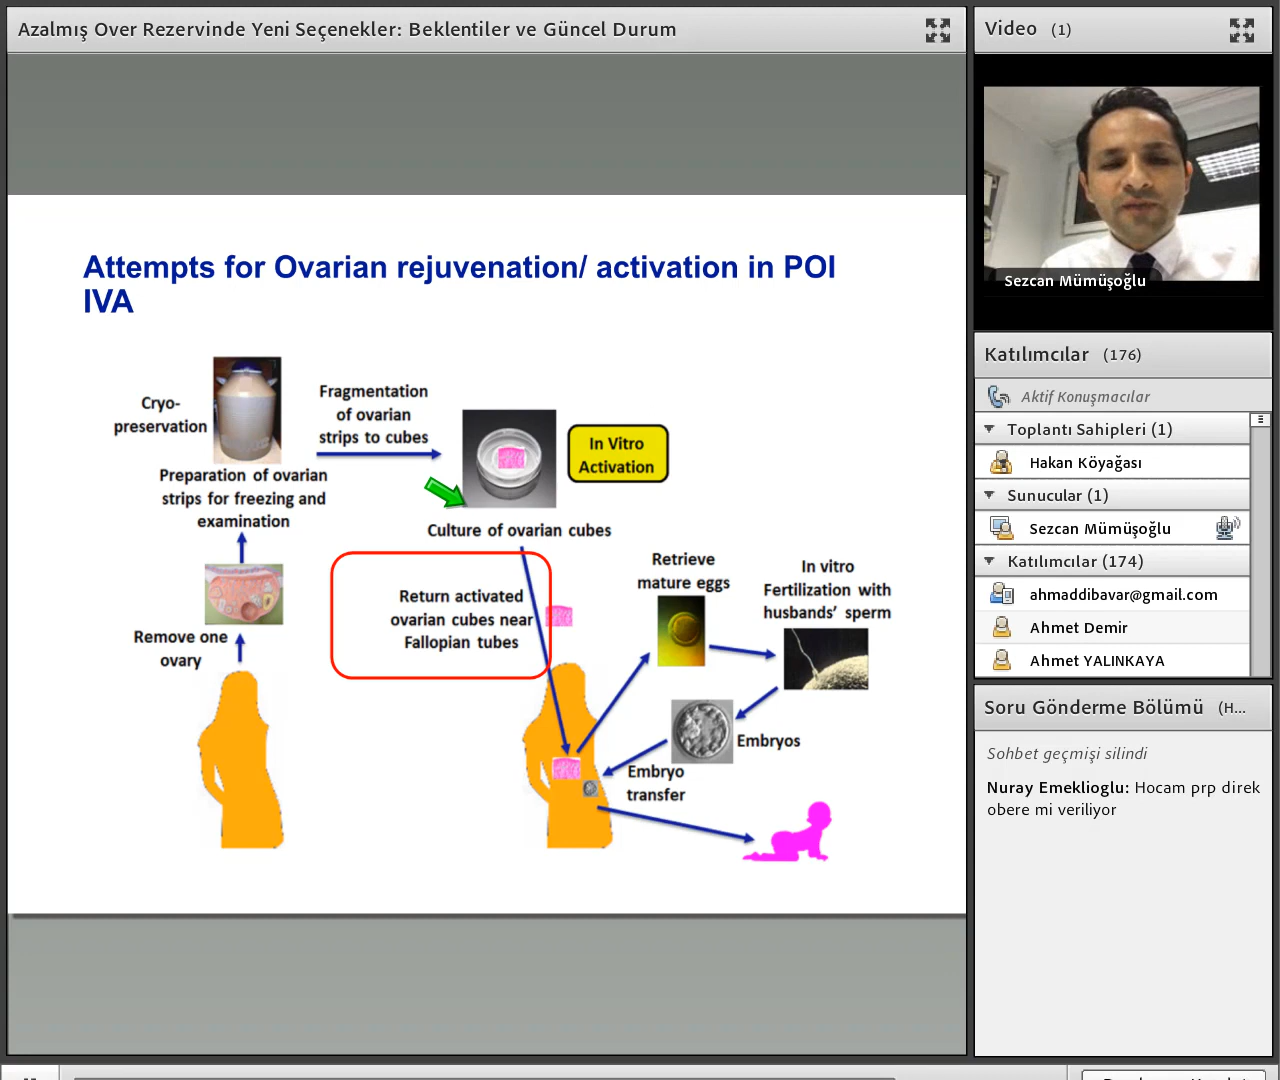 Azalmış Over Rezervinde Yeni Seçenekler: Beklentiler ve Güncel Durum
Attempts for Ovarian rejuvenation/ activation in POI
IVA
Cryo-
preservation
Fragmentation
of ovarian
strips to cubes
In Vitro
Activation
Preparation of ovarian
strips for freezing and
examination
Culture of ovarian cubes
Remove one
ovary
Return activated
ovarian cubes near
Fallopian tubes
Retrieve
mature eggs
In vitro
Fertilization with
husbands' sperm
Embryos
Embryo
transfer
Video (1)
Sezcan Mümüşoğlu
Katılımcılar (176)
Aktif Konuşmacılar
Toplantı Sahipleri (1)
Hakan Köyağası
Sunucular (1)
Sezcan Mümüşoğlu
Katılımcılar (174)
ahmaddibavar@gmail.com
Ahmet Demir
Ahmet YALINKAYA
Soru Gönderme Bölümü (H...
Sohbet geçmişi silindi
Nuray Emeklioglu: Hocam prp direk
obere mi veriliyor